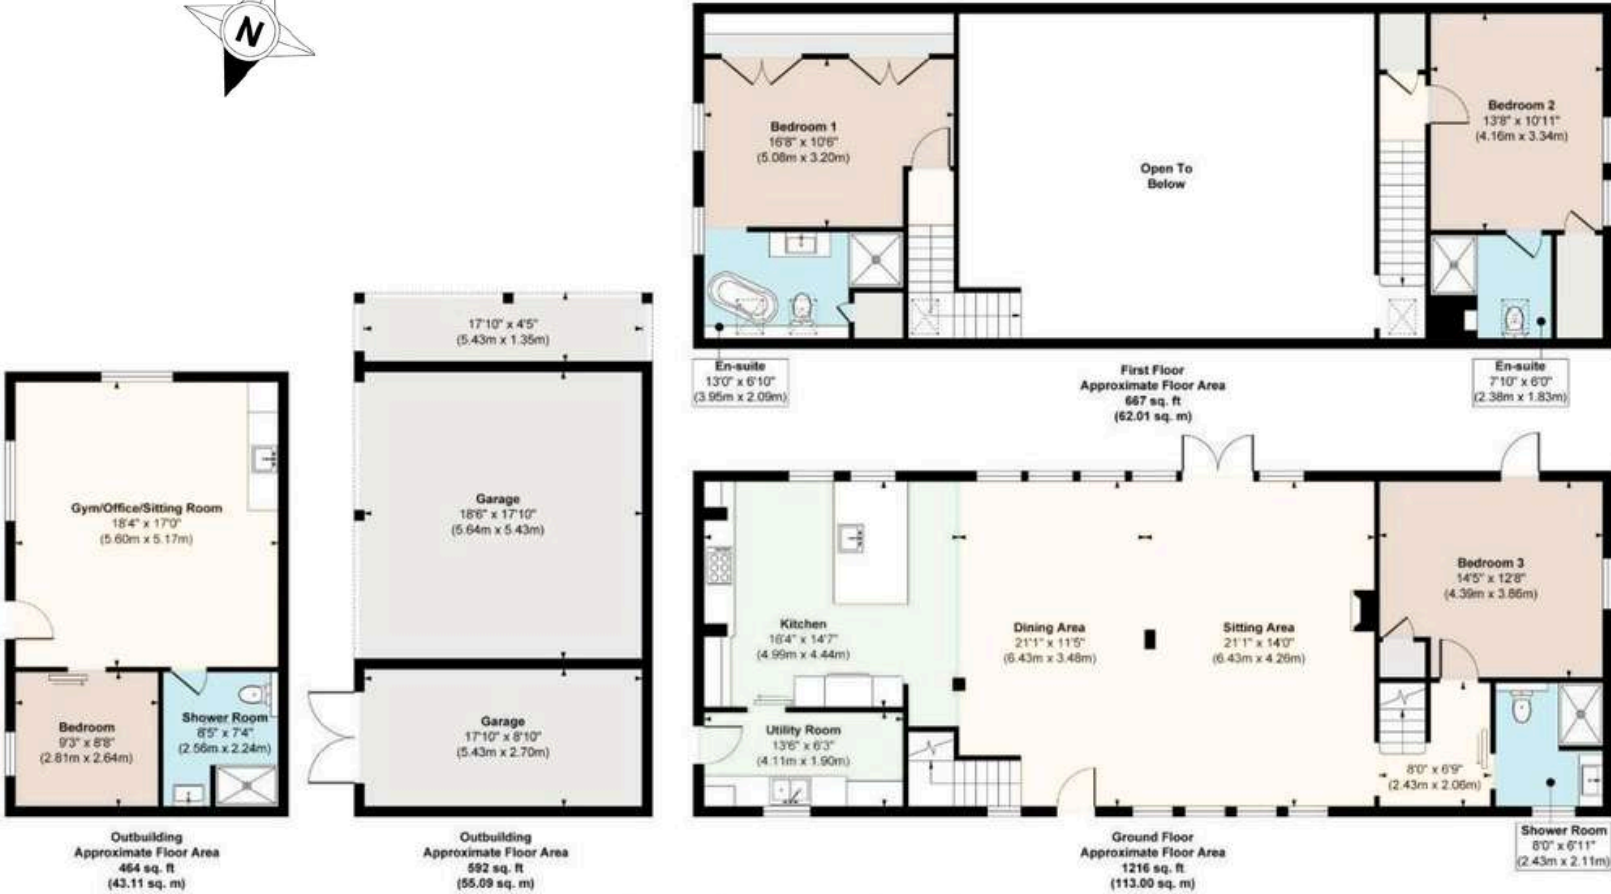 N
Bedroom 1
16'8" x 10'6"
(5.08m x 3.20m)
Open To
Below
Bedroom 2
13'8" x 10'11"
(4.16m x 3.34m)
En-suite
13'0" x 6'10"
(3.95m x 2.09m)
First Floor
Approximate Floor Area
667 sq. ft
(62.01 sq. m)
En-suite
7'10" x 6'0"
(2.38m x 1.83m)
17'10" x 4'5"
(5.43m x 1.35m)
Gym/Office/Sitting Room
18'4" x 17'0"
(5.60m x 5.17m)
Bedroom
9'3" x 8'8"
(2.81m x 2.64m)
Shower Room
8'5" x 7'4"
(2.56m x 2.24m)
Outbuilding
Approximate Floor Area
464 sq. ft
(43.11 sq. m)
Garage
18'6" x 17'10"
(5.64m x 5.43m)
Garage
17'10" x 8'10"
(5.43m x 2.70m)
Outbuilding
Approximate Floor Area
592 sq. ft
(55.09 sq. m)
Kitchen
16'4" x 14'7"
(4.99m x 4.44m)
Utility Room
13'6" x 6'3"
(4.11m x 1.90m)
Dining Area
21'1" x 11'5"
(6.43m x 3.48m)
Sitting Area
21'1" x 14'0"
(6.43m x 4.26m)
Bedroom 3
14'5" x 12'8"
(4.39m x 3.86m)
8'0" x 6'9"
(2.43m x 2.06m)
Shower Room
8'0" x 6'11"
(2.43m x 2.11m)
Ground Floor
Approximate Floor Area
1216 sq. ft
(113.00 sq. m)